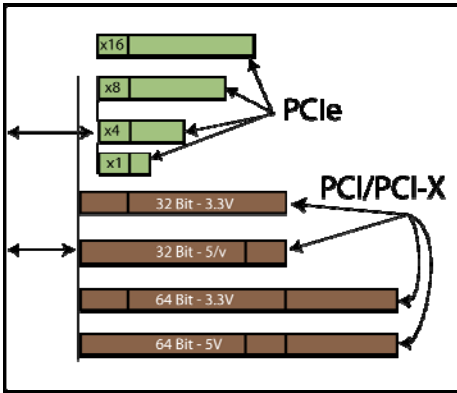 x16
x8
PCIe
x4
x1
PCI/PCI-X
32 Bit - 3.3V
32 Bit - 5/v
64 Bit - 3.3V
64 Bit - 5V